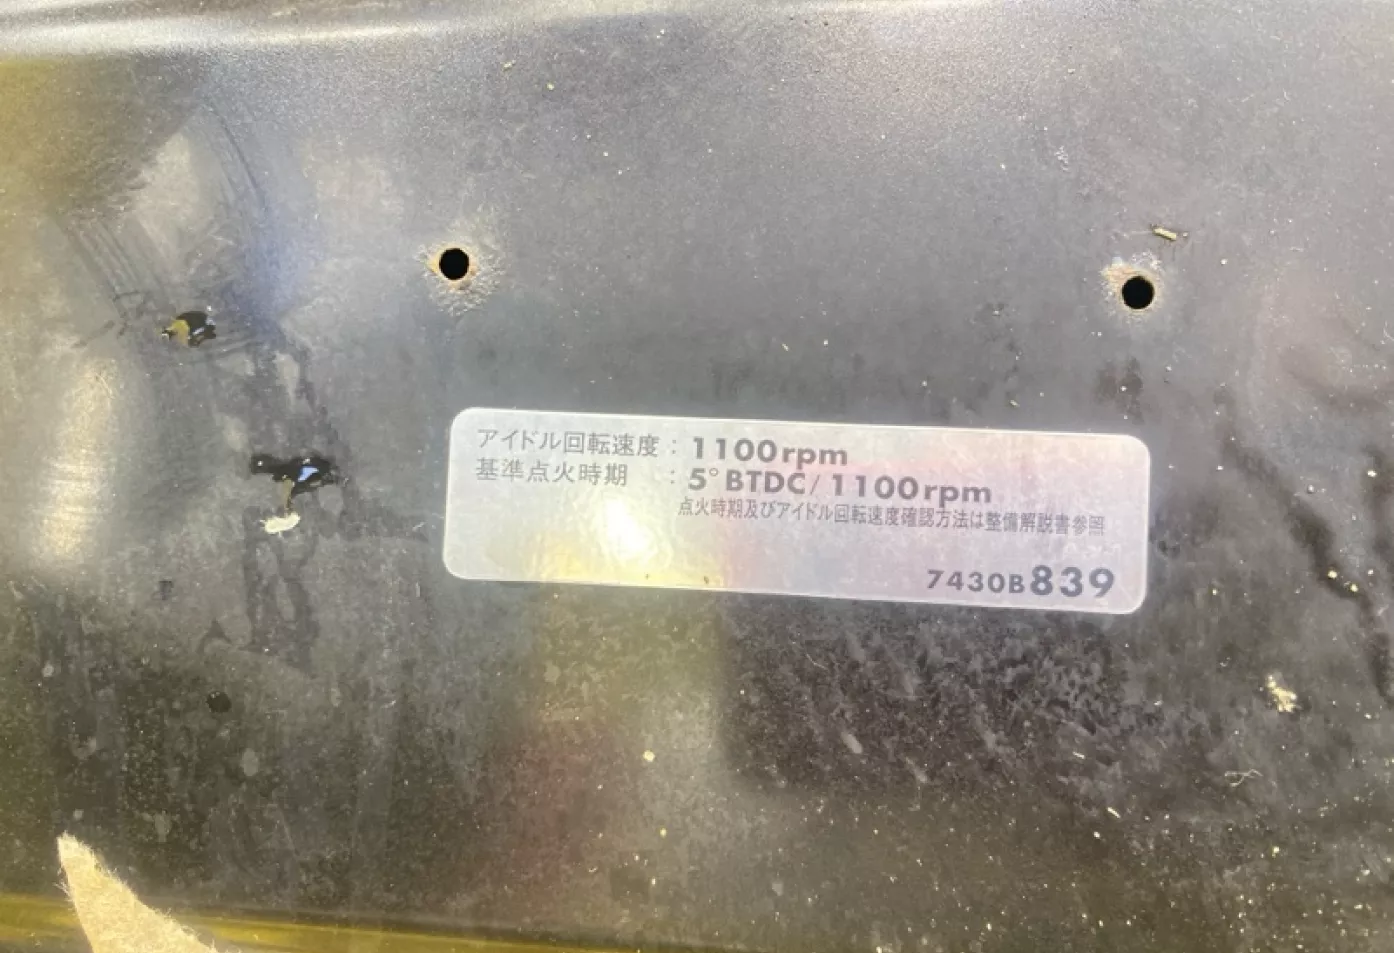 アイドル回転速度 : 1100rpm
基準点火時期 : 5° BTDC/1100rpm
点火時期及びアイドル回転速度確認方法は整備解説書参照
7430B839